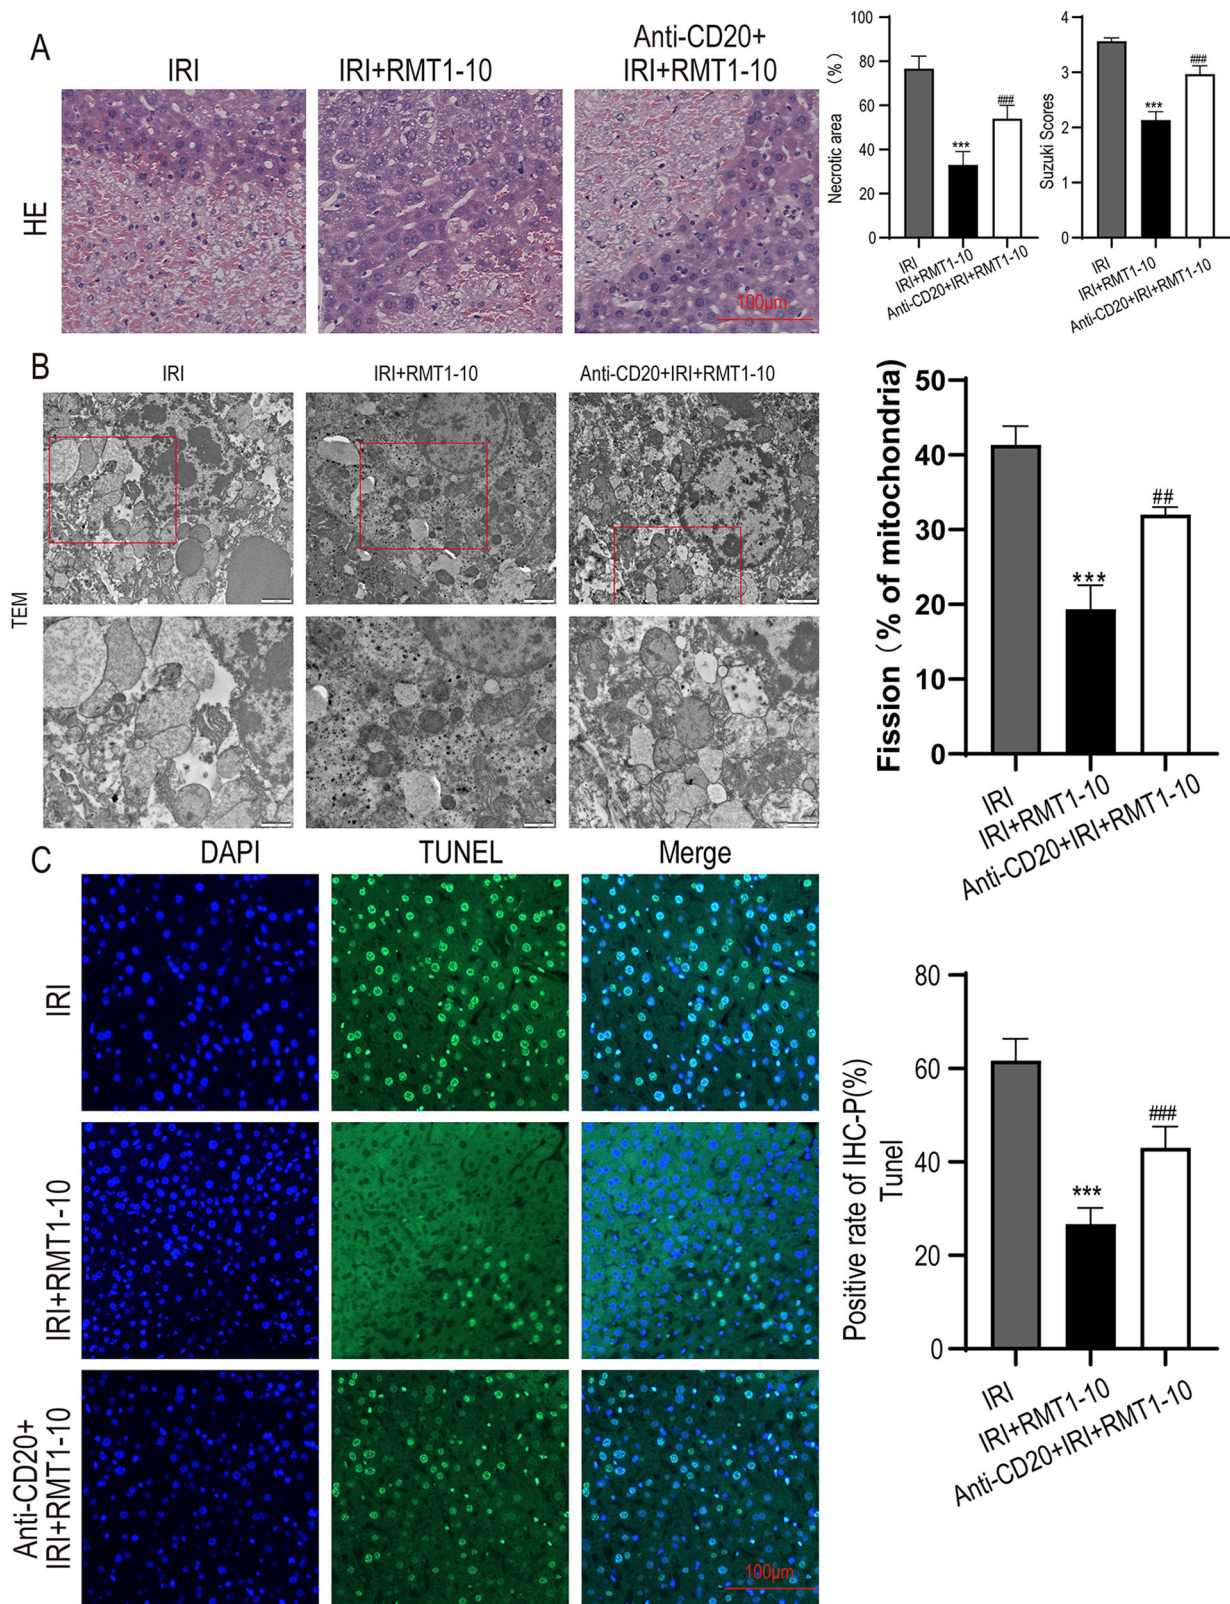 A
IRI
IRI+RMT1-10
Anti-CD20+
IRI+RMT1-10
HE
100μm
Necrotic area (%)
100
80
60
40
20
0
***
###
IRI
IRI+RMT1-10
Anti-CD20+IRI+RMT1-10
Suzuki Scores
4
3
2
1
0
***
###
IRI
IRI+RMT1-10
Anti-CD20+IRI+RMT1-10
B
IRI
IRI+RMT1-10
Anti-CD20+IRI+RMT1-10
TEM
Fission (% of mitochondria)
50
40
30
20
10
0
***
##
IRI
IRI+RMT1-10
Anti-CD20+IRI+RMT1-10
C
DAPI
TUNEL
Merge
IRI
IRI+RMT1-10
Anti-CD20+
IRI+RMT1-10
100μm
Positive rate of IHC-P(%)
Tunel
80
60
40
20
0
***
###
IRI
IRI+RMT1-10
Anti-CD20+IRI+RMT1-10